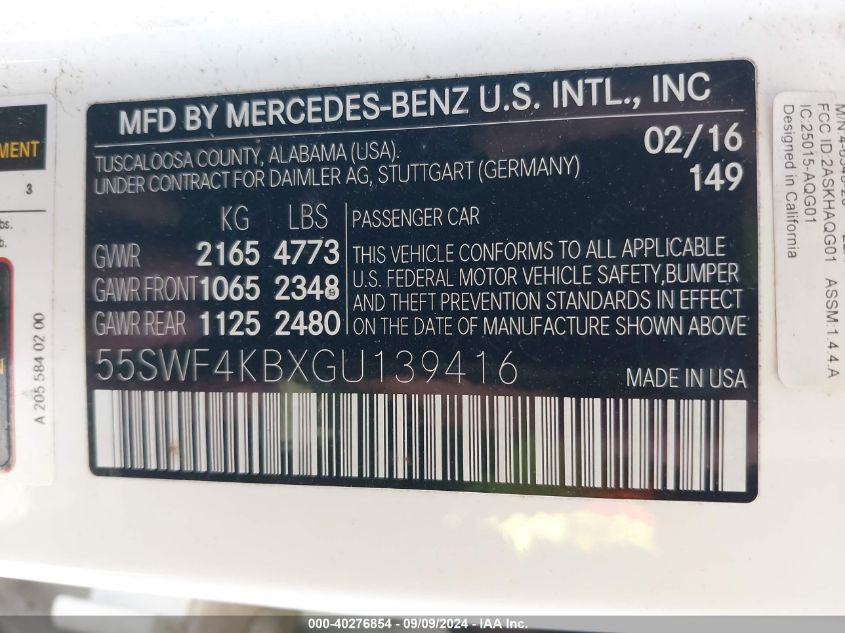 MFD BY MERCEDES-BENZ U.S. INTL., INC
TUSCALOOSA COUNTY, ALABAMA (USA). 02/16
UNDER CONTRACT FOR DAIMLER AG, STUTTGART (GERMANY) 149
KG LBS PASSENGER CAR
GVWR 2165 4773 THIS VEHICLE CONFORMS TO ALL APPLICABLE
GAWR FRONT 1065 2348 U.S. FEDERAL MOTOR VEHICLE SAFETY,BUMPER
AND THEFT PREVENTION STANDARDS IN EFFECT
GAWR REAR 1125 2480 ON THE DATE OF MANUFACTURE SHOWN ABOVE
55SWF4KBXGU139416 MADE IN USA
MENT
3
lbs.
b.
N
A 205 584 02 00
FCC ID:2ASKHAQG01 ASSM:1.4.4.A
IC:25015-AQG01
Designed in California
000-40276854 - 09/09/2024 - IAA Inc.